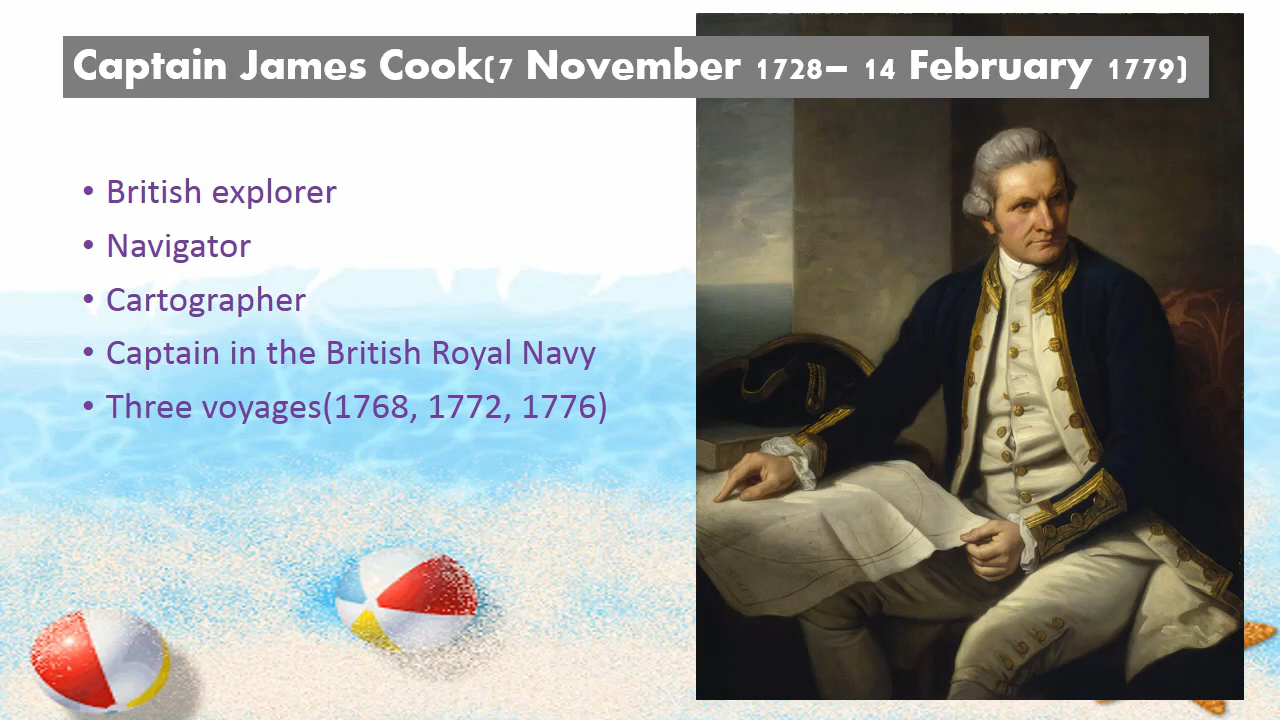 Captain James Cook(7 November 1728– 14 February 1779)
• British explorer
• Navigator
• Cartographer
• Captain in the British Royal Navy
• Three voyages(1768, 1772, 1776)